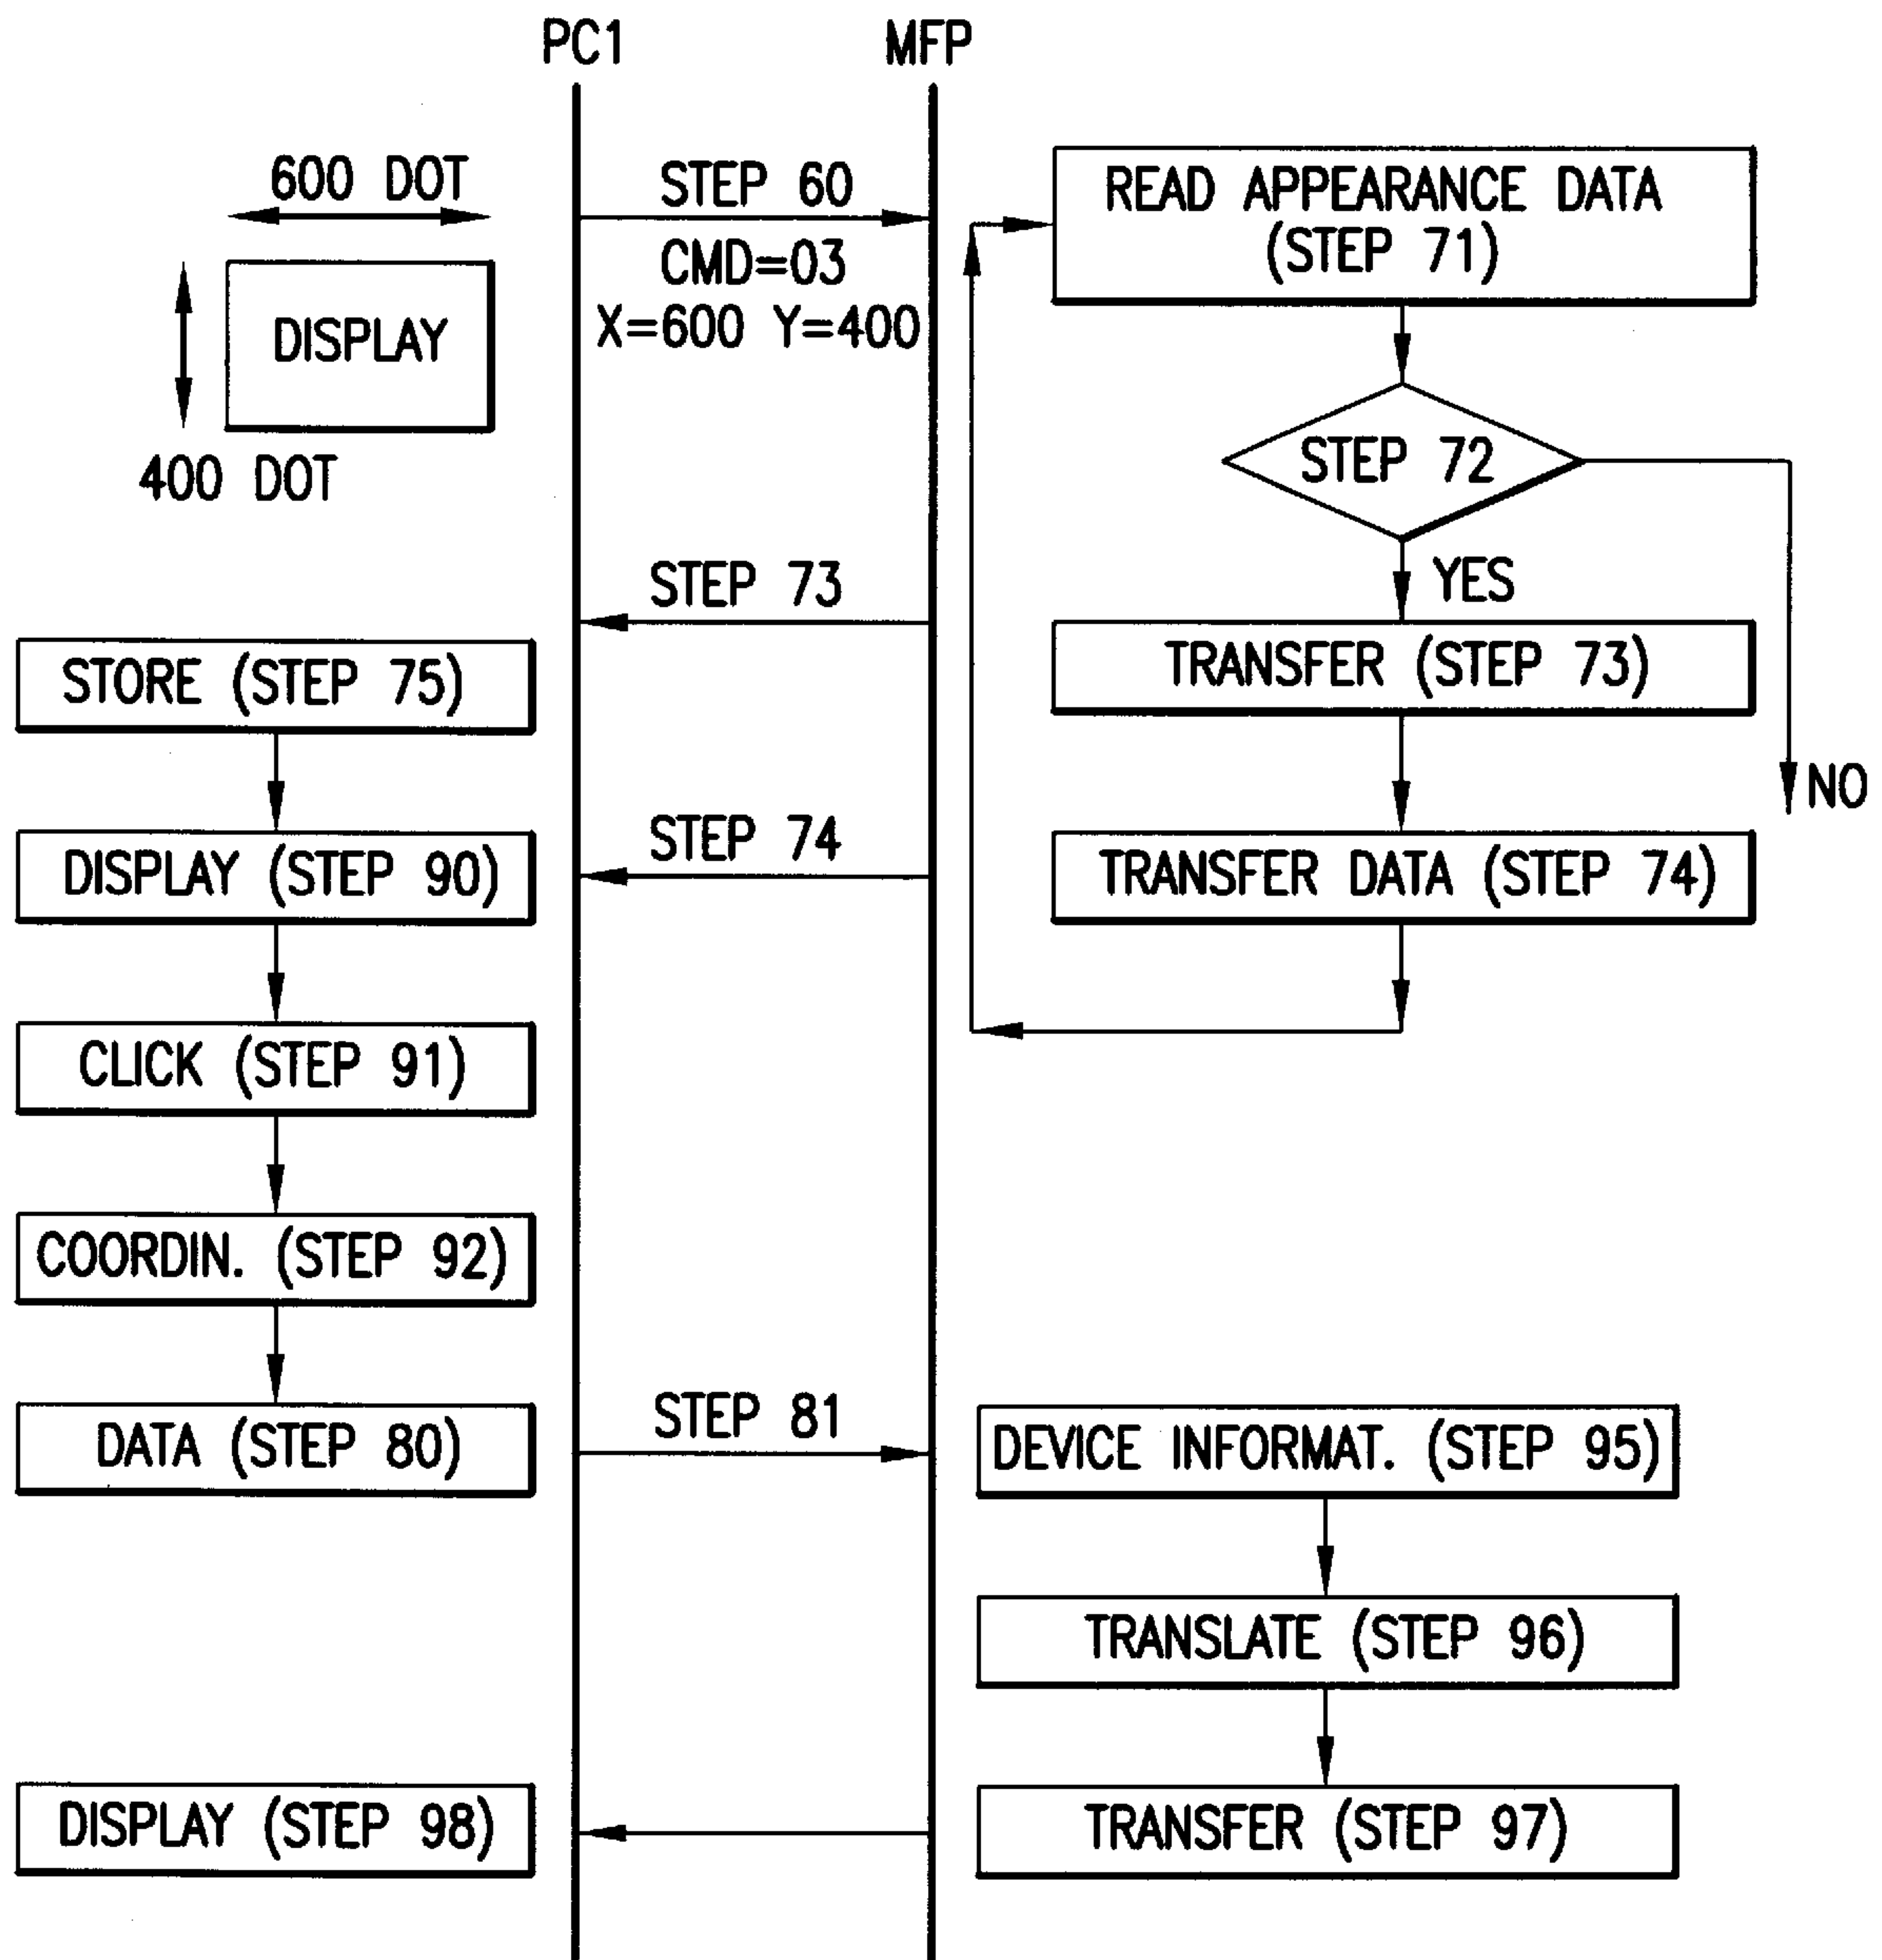 PC1
MFP
600 DOT
DISPLAY
400 DOT
STEP 60
CMD=03
X=600 Y=400
READ APPEARANCE DATA
(STEP 71)
STEP 72
YES
NO
STEP 73
TRANSFER (STEP 73)
STORE (STEP 75)
STEP 74
TRANSFER DATA (STEP 74)
DISPLAY (STEP 90)
CLICK (STEP 91)
COORDIN. (STEP 92)
DATA (STEP 80)
STEP 81
DEVICE INFORMAT. (STEP 95)
TRANSLATE (STEP 96)
TRANSFER (STEP 97)
DISPLAY (STEP 98)